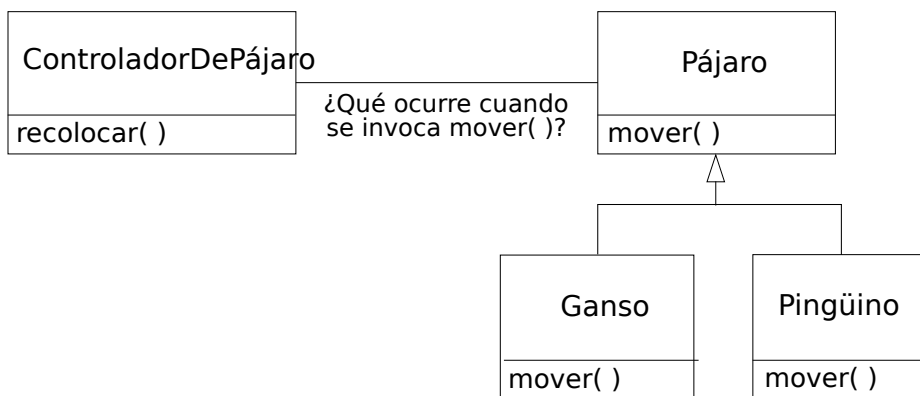 ControladorDePájaro
recolocar( )
¿Qué ocurre cuando
se invoca mover( )?
Pájaro
mover( )
Ganso
mover( )
Pingüino
mover( )